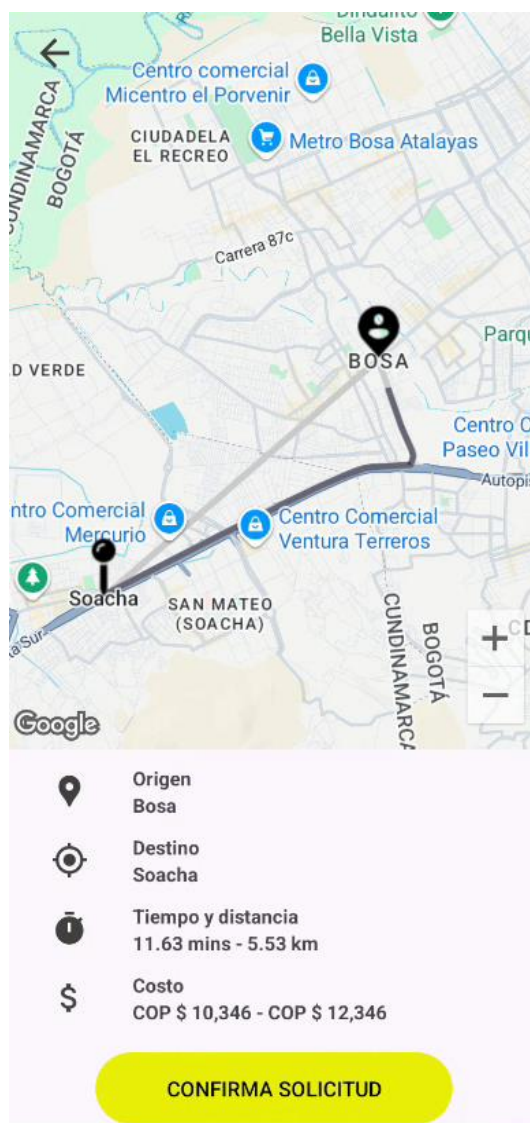 Bella Vista
Centro comercial
Micentro el Porvenir
CIUDADELA
EL RECREO
Metro Bosa Atalayas
CUNDINAMARCA
BOGOTÁ
Carrera 87c
BOSA
D VERDE
Centro C
Paseo Vil
Autopis
ntro Comercial
Mercurio
Centro Comercial
Ventura Terreros
Soacha
SAN MATEO
(SOACHA)
CUNDINAMARCA
BOGOTÁ
ta Sur
+
−
Google
Origen
Bosa
Destino
Soacha
Tiempo y distancia
11.63 mins - 5.53 km
$
Costo
COP $ 10,346 - COP $ 12,346
CONFIRMA SOLICITUD